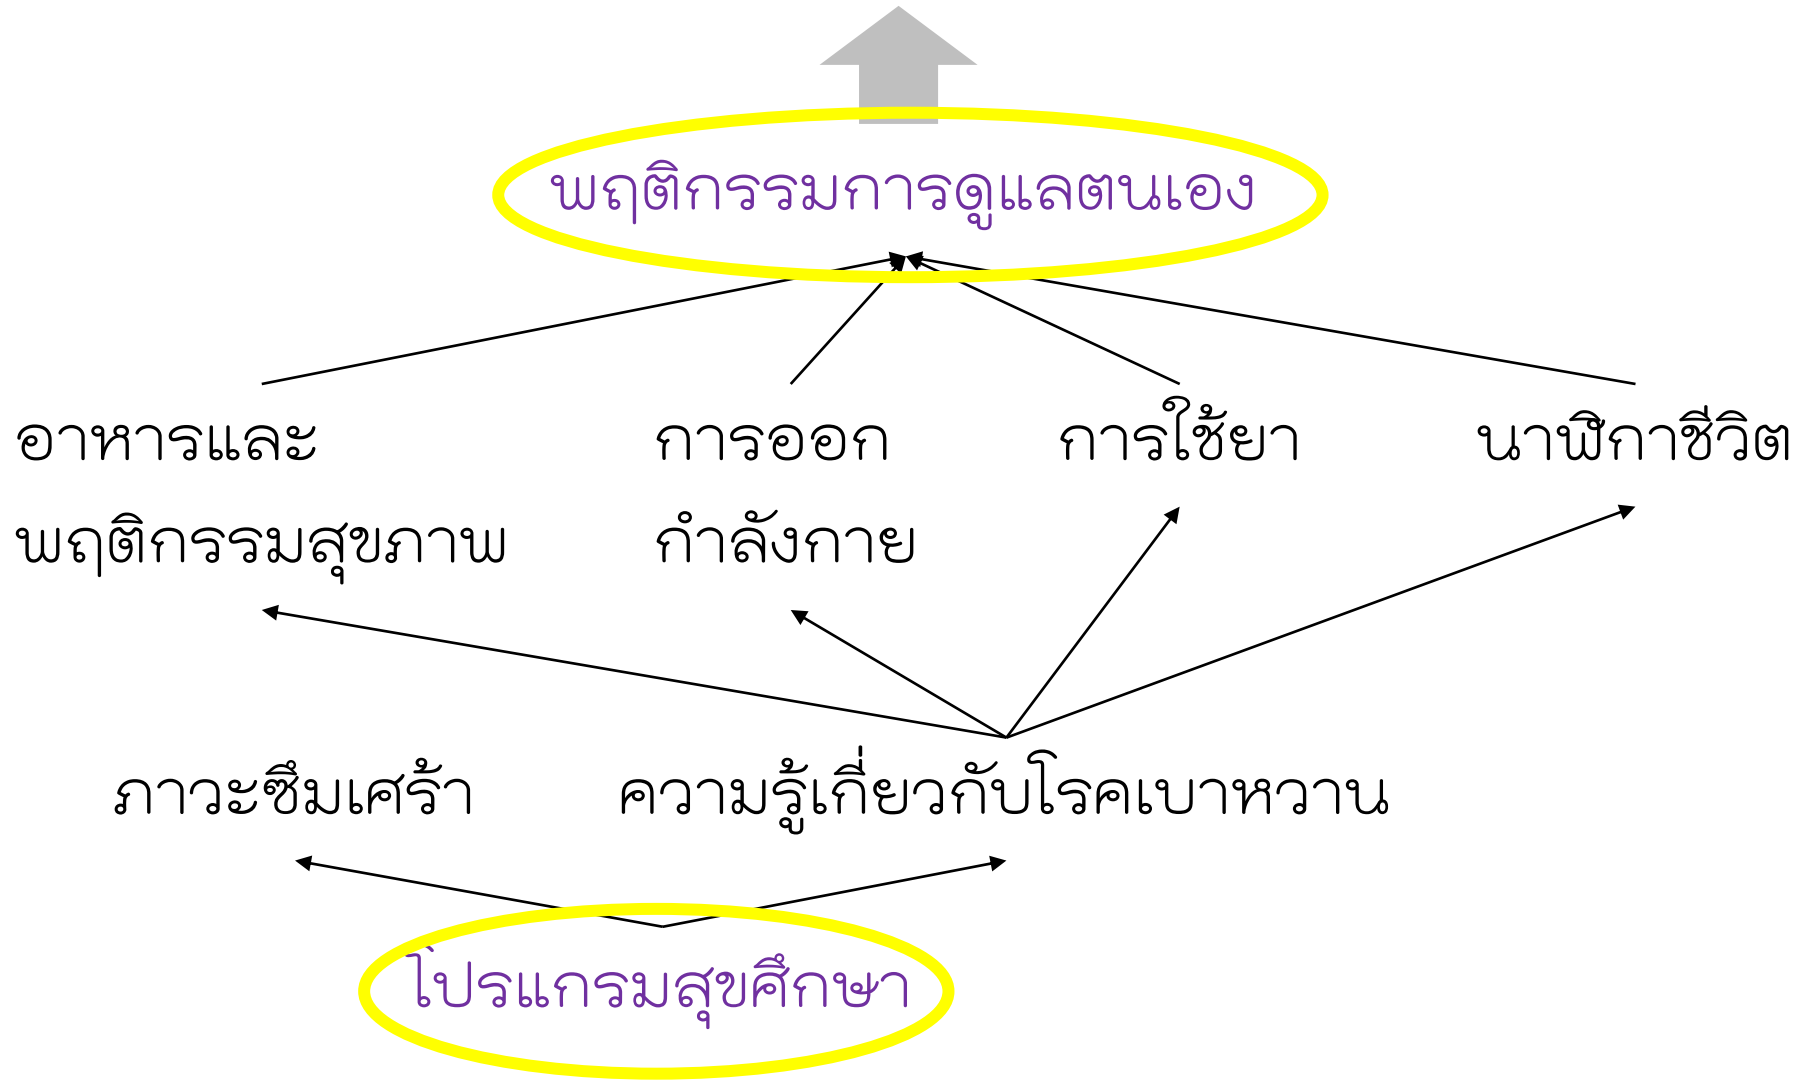 พฤติกรรมการดูแลตนเอง
อาหารและ
พฤติกรรมสุขภาพ
การออก
กำลังกาย
การใช้ยา
นาฬิกาชีวิต
ภาวะซึมเศร้า
ความรู้เกี่ยวกับโรคเบาหวาน
โปรแกรมสุขศึกษา